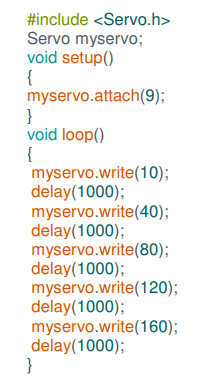 #include <Servo.h>
Servo myservo;
void setup()
{
myservo.attach(9);
}
void loop()
{
myservo.write(10);
delay(1000);
myservo.write(40);
delay(1000);
myservo.write(80);
delay(1000);
myservo.write(120);
delay(1000);
myservo.write(160);
delay(1000);
}